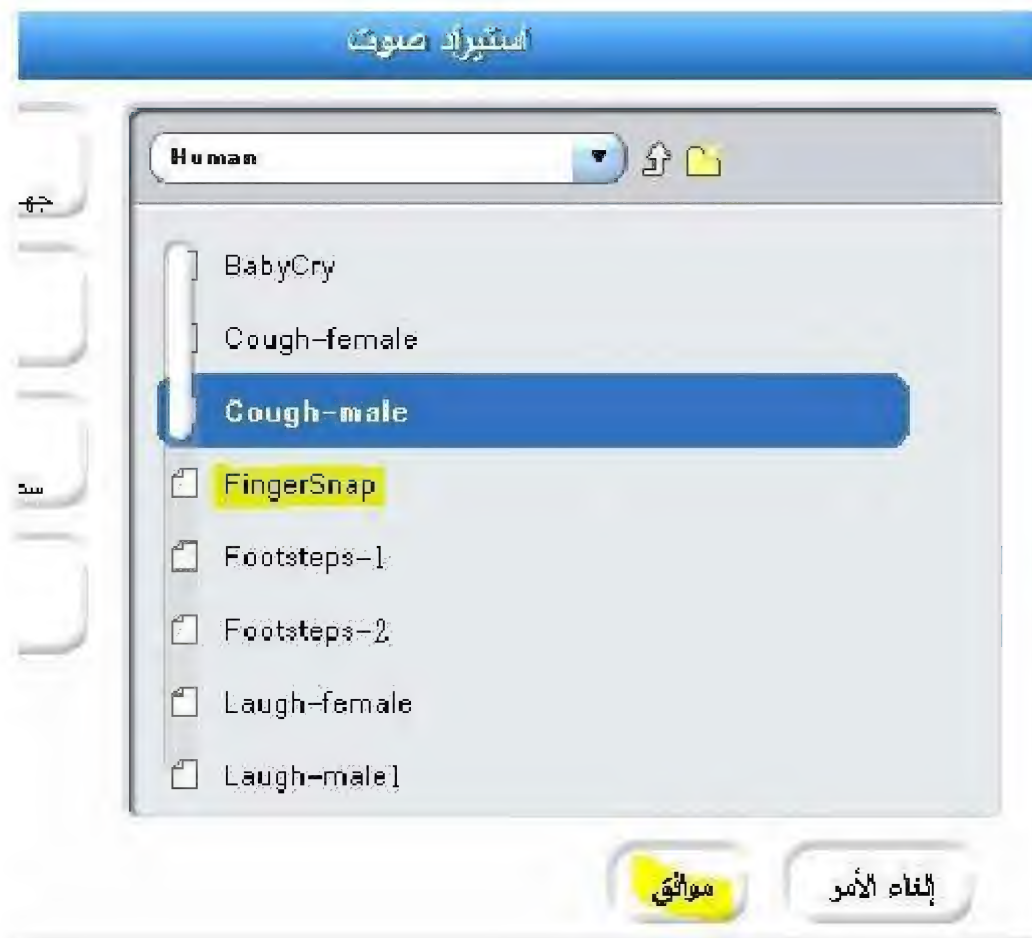 استيراد صوت
Human
BabyCry
Cough-female
Cough-male
FingerSnap
Footsteps-1
Footsteps-2
Laugh-female
Laugh-male1
إلغاء الأمر
موافق